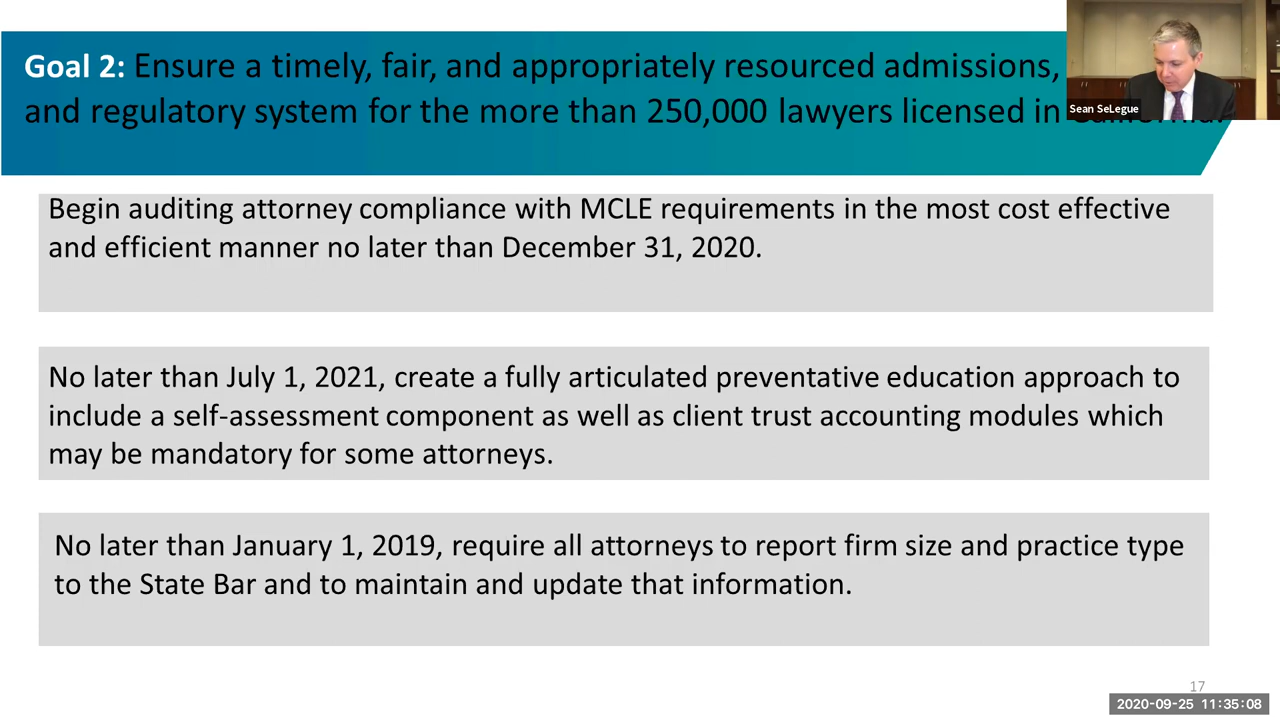 Goal 2: Ensure a timely, fair, and appropriately resourced admissions,
and regulatory system for the more than 250,000 lawyers licensed in
Sean SeLegue
Begin auditing attorney compliance with MCLE requirements in the most cost effective
and efficient manner no later than December 31, 2020.
No later than July 1, 2021, create a fully articulated preventative education approach to
include a self-assessment component as well as client trust accounting modules which
may be mandatory for some attorneys.
No later than January 1, 2019, require all attorneys to report firm size and practice type
to the State Bar and to maintain and update that information.
17
2020-09-25 11:35:08